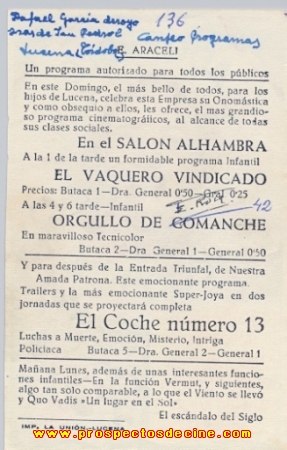 Rafael Garcia arroyo 136
San Pedro Canfeo Programas
Lucena (Córdoba)
E. ARACELI
Un programa autorizado para todos los públicos
En este Domingo, el más bello de todos, para
los hijos de Lucena, celebra esta Empresa su Onomástica
y como obsequio a ellos, les ofrece, el mas grandio-
so programa cinematográficos, al alcance de todas
sus clases sociales.
En el SALON ALHAMBRA
A la 1 de la tarde un formidable programa Infantil
EL VAQUERO VINDICADO
Precios: Butaca 1—Dra. General 0'50—Gral 0'25
A las 4 y 6 tarde—Infantil 42
ORGULLO DE COMANCHE
En maravilloso Tecnicolor
Butaca 2—Dra General 1—General 0'50
Y para después de la Entrada Triunfal, de Nuestra
Amada Patrona. Este emocionante programa.
Trailers y la más emocionante Super-Joya en dos
jornadas que se proyectará completa
El Coche número 13
Luchas a Muerte, Emoción, Misterio, Intriga
Policiaca Butaca 5—Dra. General 2—General 1
Mañana Lunes, además de unas interesantes funcio-
nes infantiles—En la función Vermut, y siguientes,
algo tan solo comparable, a lo que el Viento se llevó
y Quo Vadis «Un lugar en el Sol»
El escándalo del Siglo
IMP. LA UNIÓN-LUCENA
www.prospectosdecine.com